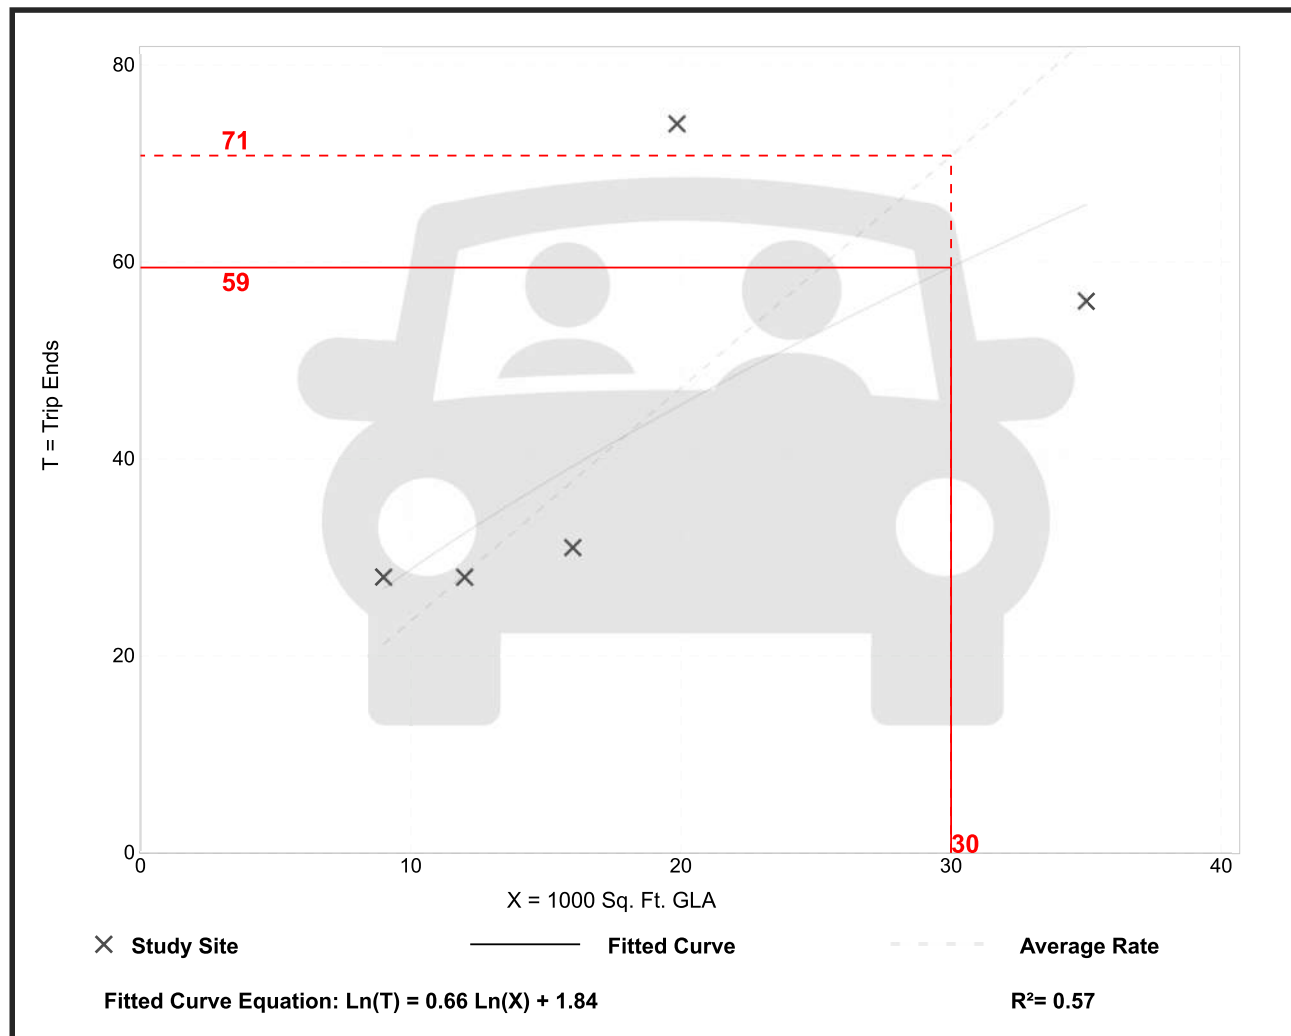 80
71
60
59
T = Trip Ends
40
20
0
30
0 10 20 30 40
X = 1000 Sq. Ft. GLA
Study Site Fitted Curve Average Rate
Fitted Curve Equation: Ln(T) = 0.66 Ln(X) + 1.84 R²= 0.57